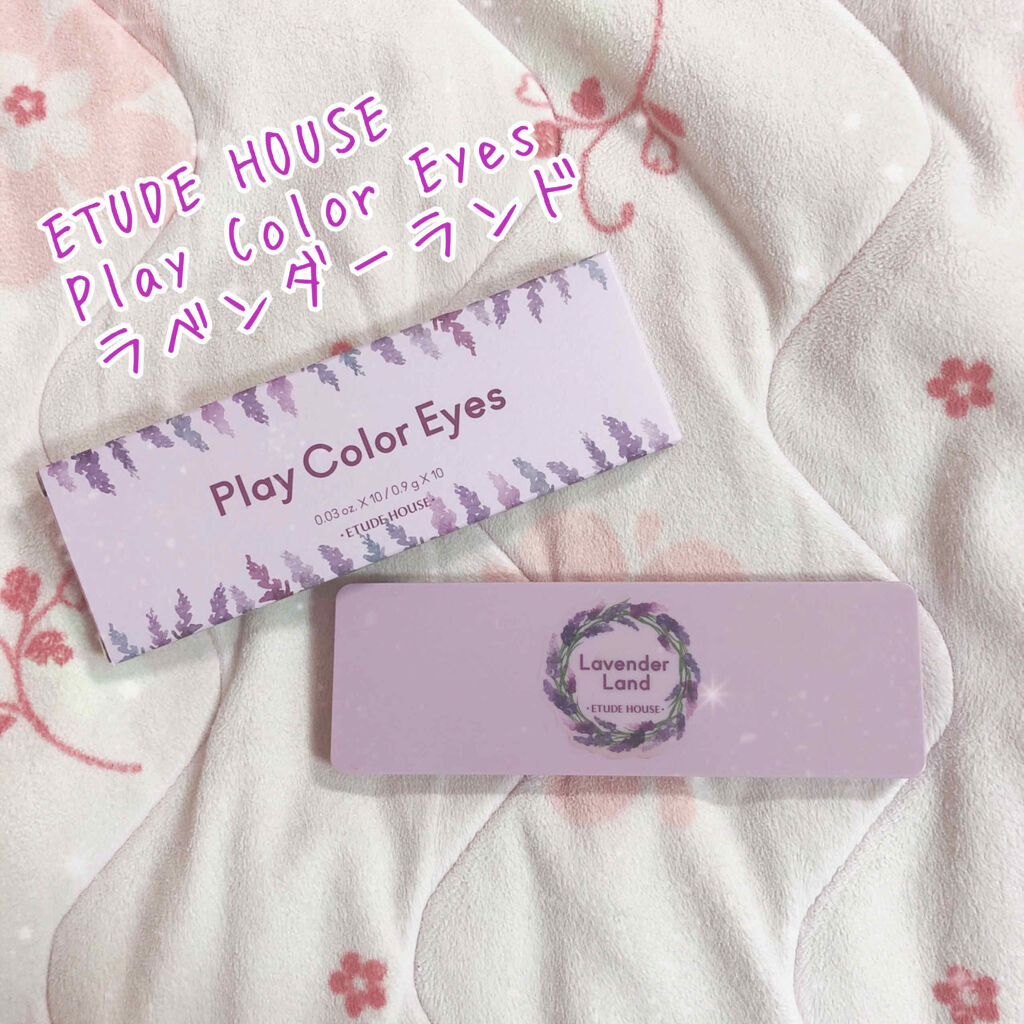 ETUDE HOUSE
Play Color Eyes
ラベンダーランド
Play Color Eyes
0.03 oz. X 10 / 0.9 g X 10
·ETUDE HOUSE·
Lavender
Land
·ETUDE HOUSE·